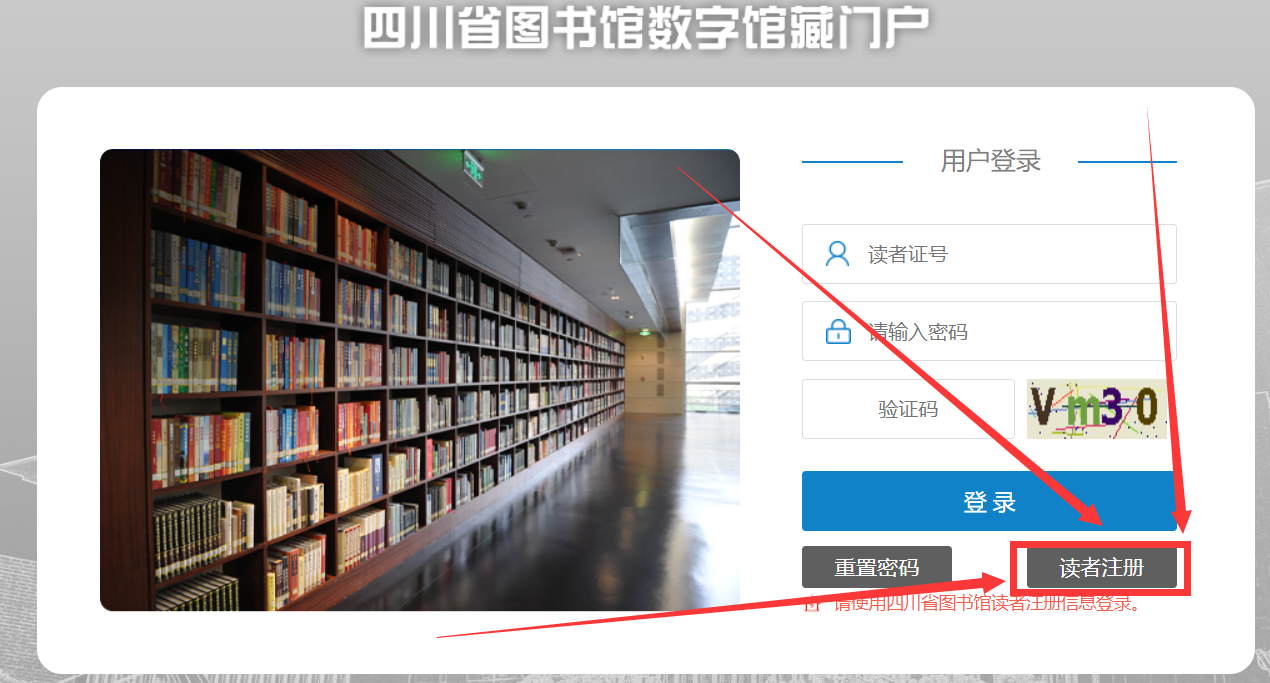 四川省图书馆数字馆藏门户
用户登录
读者证号
请输入密码
验证码
Vm30
登录
重置密码
读者注册
请使用四川省图书馆读者注册信息登录。